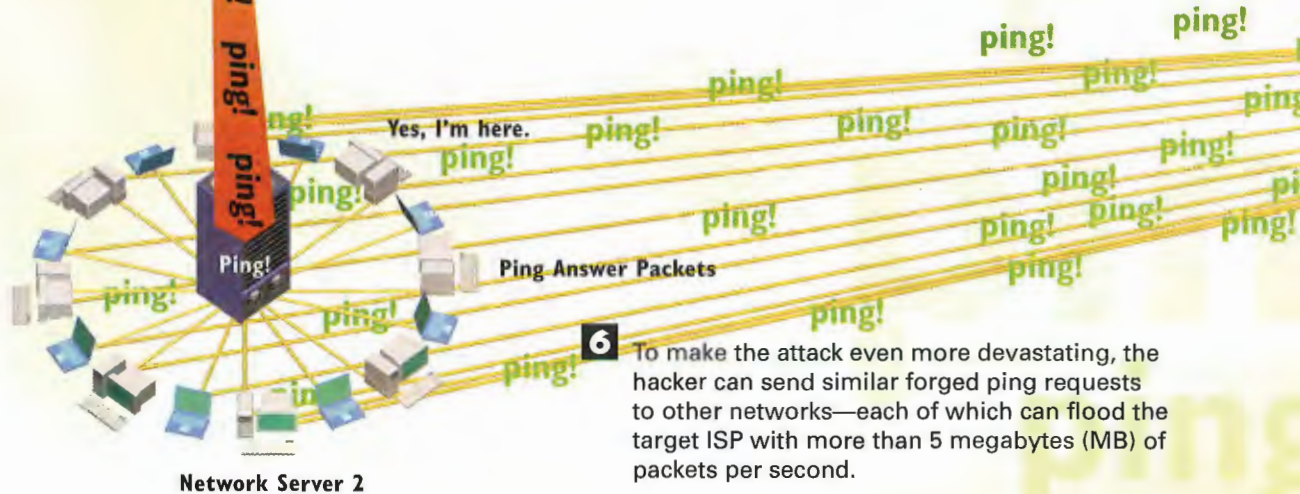 ping!
ping!
ping!
ping!
ping!
ping!
ping!
Yes, I'm here.
ping!
ping!
ping!
ping!
ping!
ping!
ping!
ping!
ping!
ping!
ping!
Ping!
Ping Answer Packets
ping!
ping!
ping!
ping!
ping!
6 To make the attack even more devastating, the
hacker can send similar forged ping requests
to other networks—each of which can flood the
target ISP with more than 5 megabytes (MB) of
packets per second.
Network Server 2